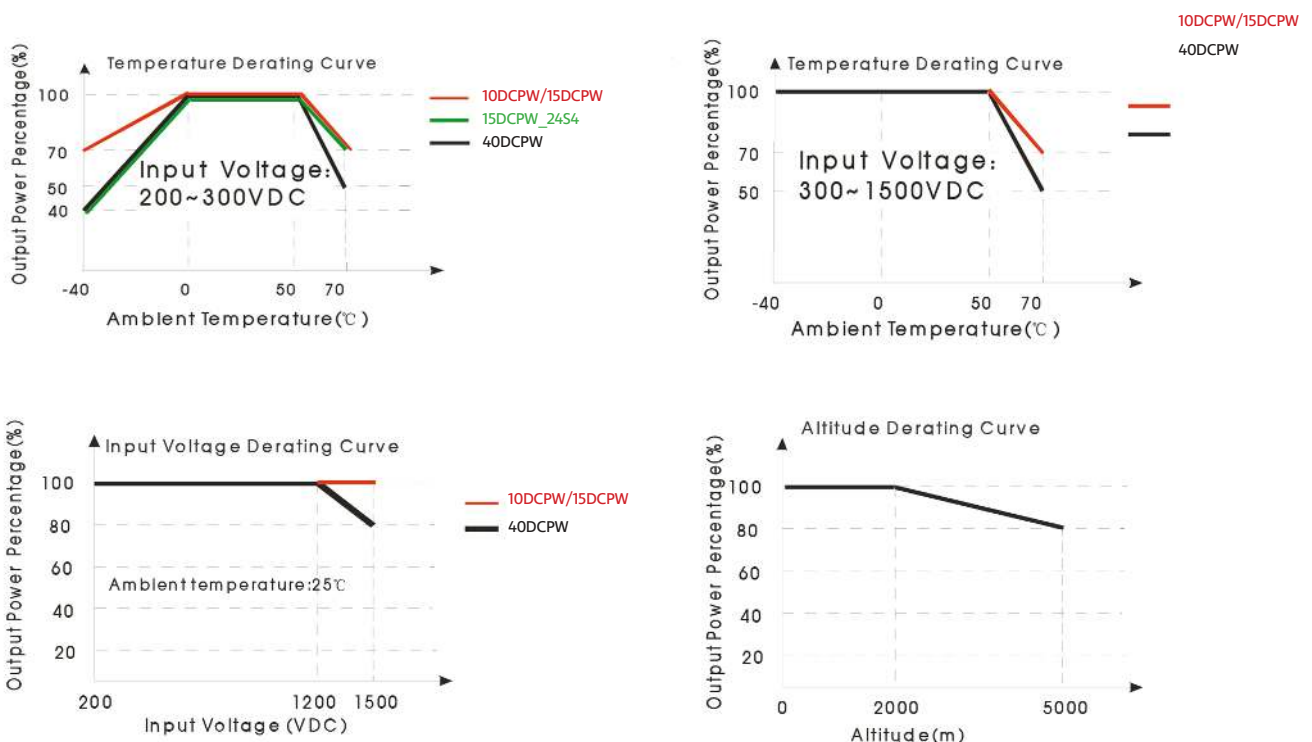 Output Power Percentage(%)
Temperature Derating Curve
100
70
50
40
Input Voltage:
200~300VDC
-40
0
50
70
Ambient Temperature(℃)
10DCPW/15DCPW
15DCPW_24S4
40DCPW
10DCPW/15DCPW
40DCPW
Output Power Percentage(%)
Temperature Derating Curve
100
70
50
Input Voltage:
300~1500VDC
-40
0
50
70
Ambient Temperature(℃)
Output Power Percentage(%)
Input Voltage Derating Curve
100
80
60
40
20
Ambient temperature:25℃
200
1200
1500
Input Voltage (VDC)
10DCPW/15DCPW
40DCPW
Output Power Percentage(%)
Altitude Derating Curve
100
80
60
40
20
0
2000
5000
Altitude(m)